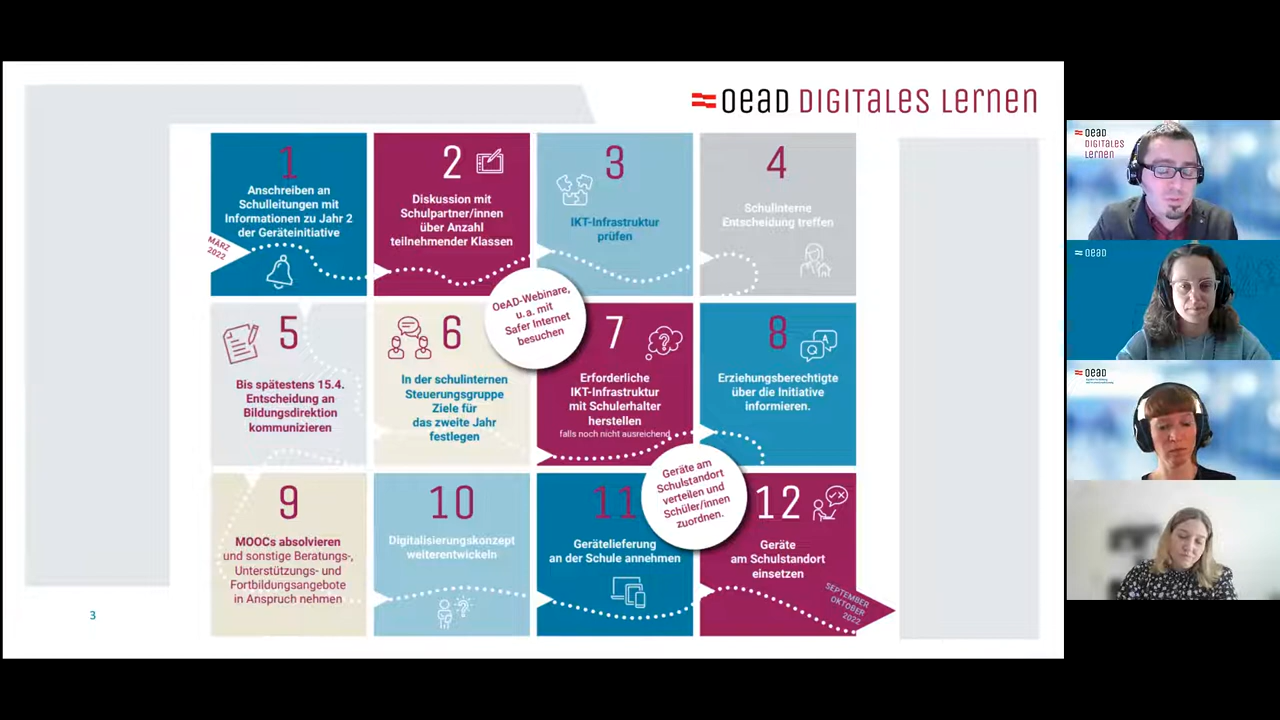 OEAD DIGITALES LERNEN
1
Anschreiben an
Schulleitungen mit
Informationen zu Jahr 2
der Geräteinitiative
MÄRZ
2022
2
Diskussion mit
Schulpartner/innen
über Anzahl
teilnehmender Klassen
3
IKT-Infrastruktur
prüfen
4
Schulinterne
Entscheidung treffen
OeAD-Webinare,
u. a. mit
Safer Internet
besuchen
5
Bis spätestens 15.4.
Entscheidung an
Bildungsdirektion
kommunizieren
6
In der schulinternen
Steuerungsgruppe
Ziele für
das zweite Jahr
festlegen
7
Erforderliche
IKT-Infrastruktur
mit Schulerhalter
herstellen
falls noch nicht ausreichend
8
Q
A
Erziehungsberechtigte
über die Initiative
informieren.
Geräte am
Schulstandort
verteilen und
Schüler/innen
zuordnen.
9
MOOCs absolvieren
und sonstige Beratungs-,
Unterstützungs- und
Fortbildungsangebote
in Anspruch nehmen
10
Digitalisierungskonzept
weiterentwickeln
11
Gerätelieferung
an der Schule annehmen
12
Geräte
am Schulstandort
einsetzen
SEPTEMBER
OKTOBER
2022
3
OEAD
DIGITALES
LERNEN
OEAD
OEAD